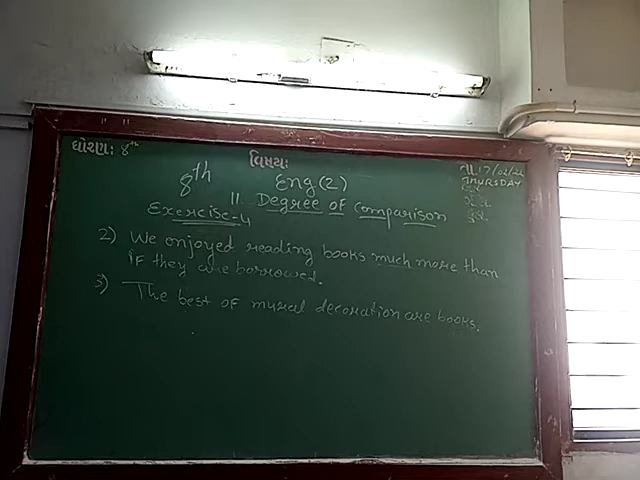 ધોરણ: 8th
વિષય:
તા. 17/02/22
THURSDAY
8th
Eng (2)
11. Degree of Comparison
Exercise-4
2) We enjoyed reading books much more than
if they are borrowed.
3) The best of mural decoration are books.